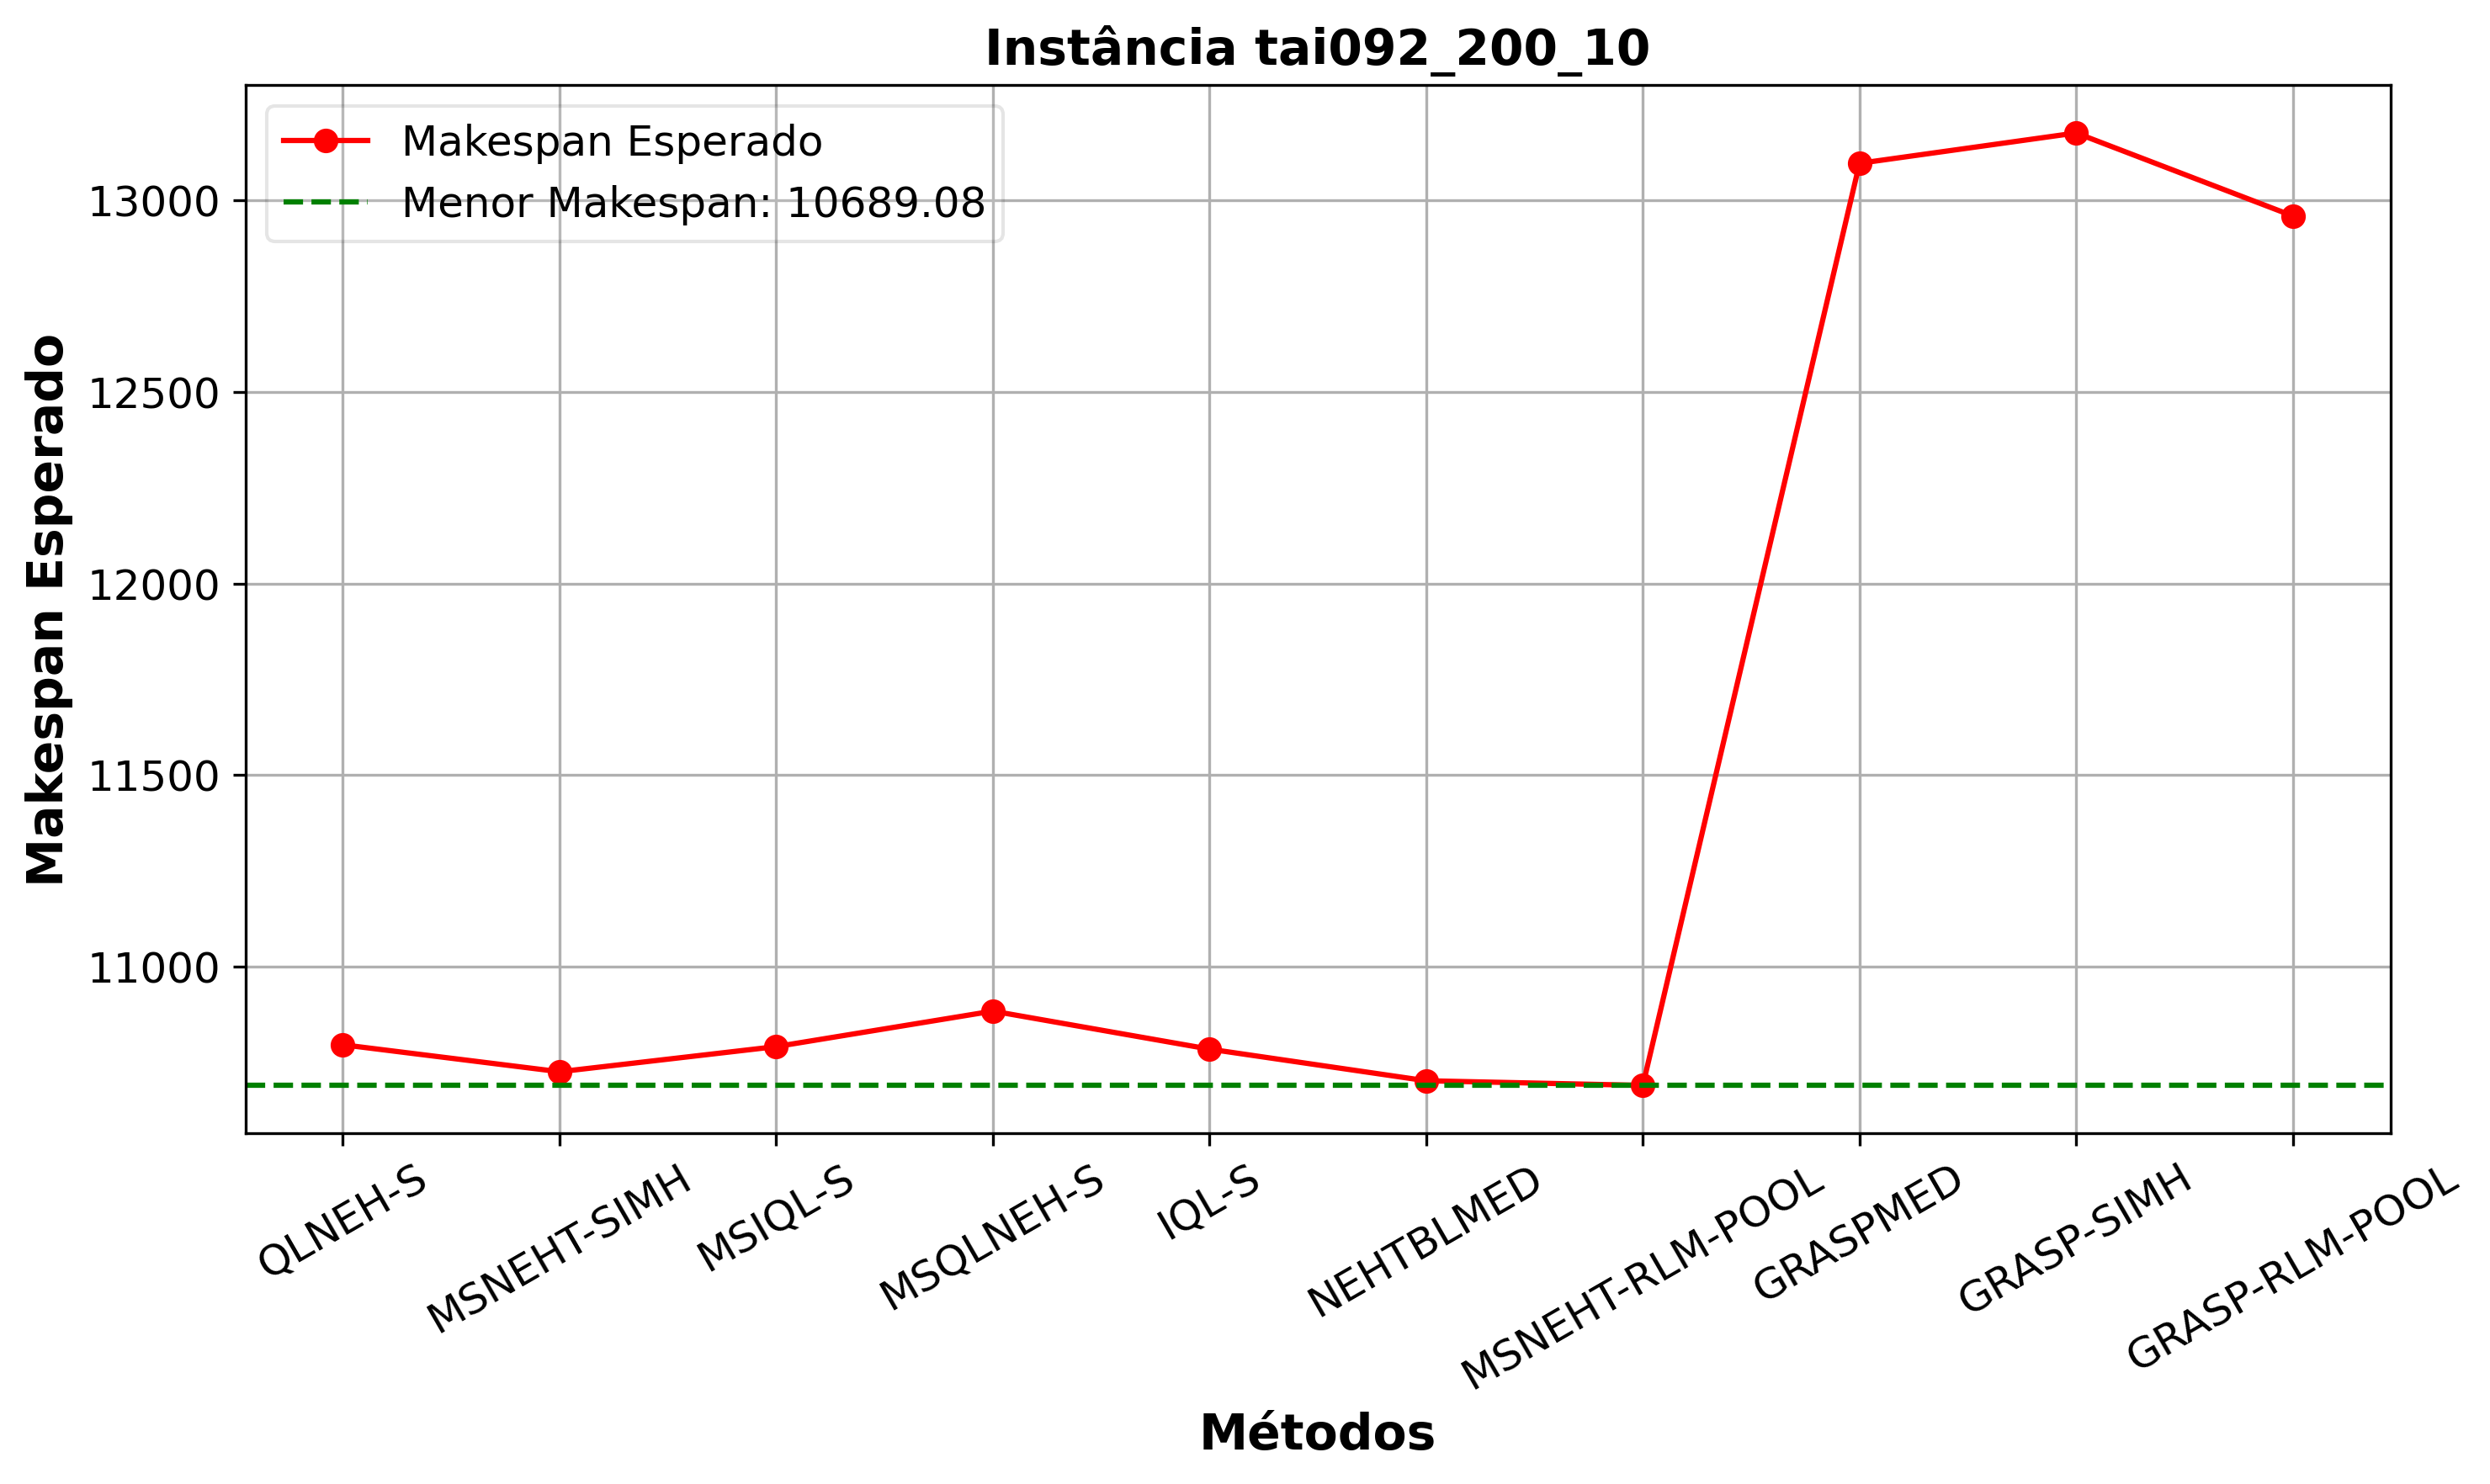 Instância tai092_200_10
Makespan Esperado
Menor Makespan: 10689.08
Makespan Esperado
13000
12500
12000
11500
11000
QLNEH-S
MSNEHT-SIMH
MSIQL-S
MSQLNEH-S
IQL-S
NEHTBLMED
MSNEHT-RLM-POOL
GRASPMED
GRASP-SIMH
GRASP-RLM-POOL
Métodos